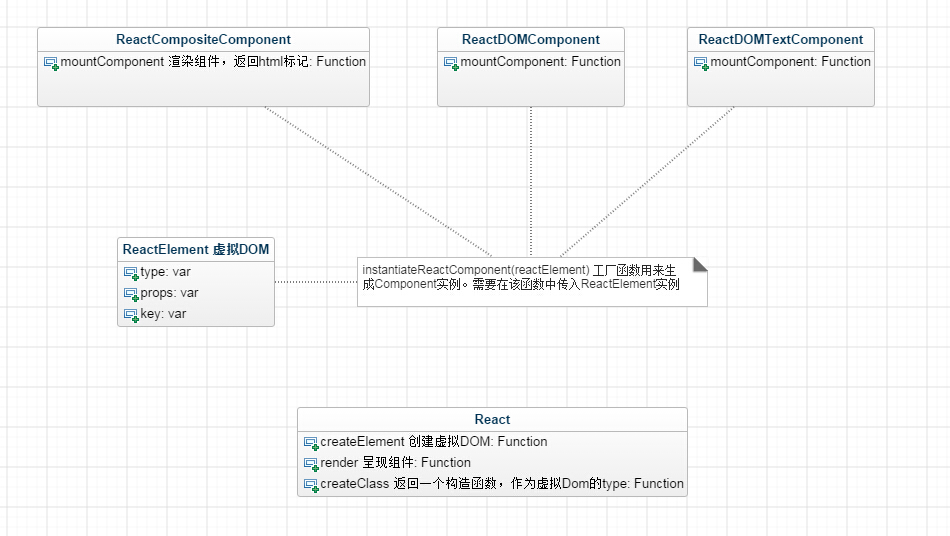 ReactCompositeComponent
mountComponent 渲染组件，返回html标记: Function
ReactDOMComponent
mountComponent: Function
ReactDOMTextComponent
mountComponent: Function
ReactElement 虚拟DOM
type: var
props: var
key: var
instantiateReactComponent(reactElement) 工厂函数用来生
成Component实例。需要在该函数中传入ReactElement实例
React
createElement 创建虚拟DOM: Function
render 呈现组件: Function
createClass 返回一个构造函数，作为虚拟Dom的type: Function